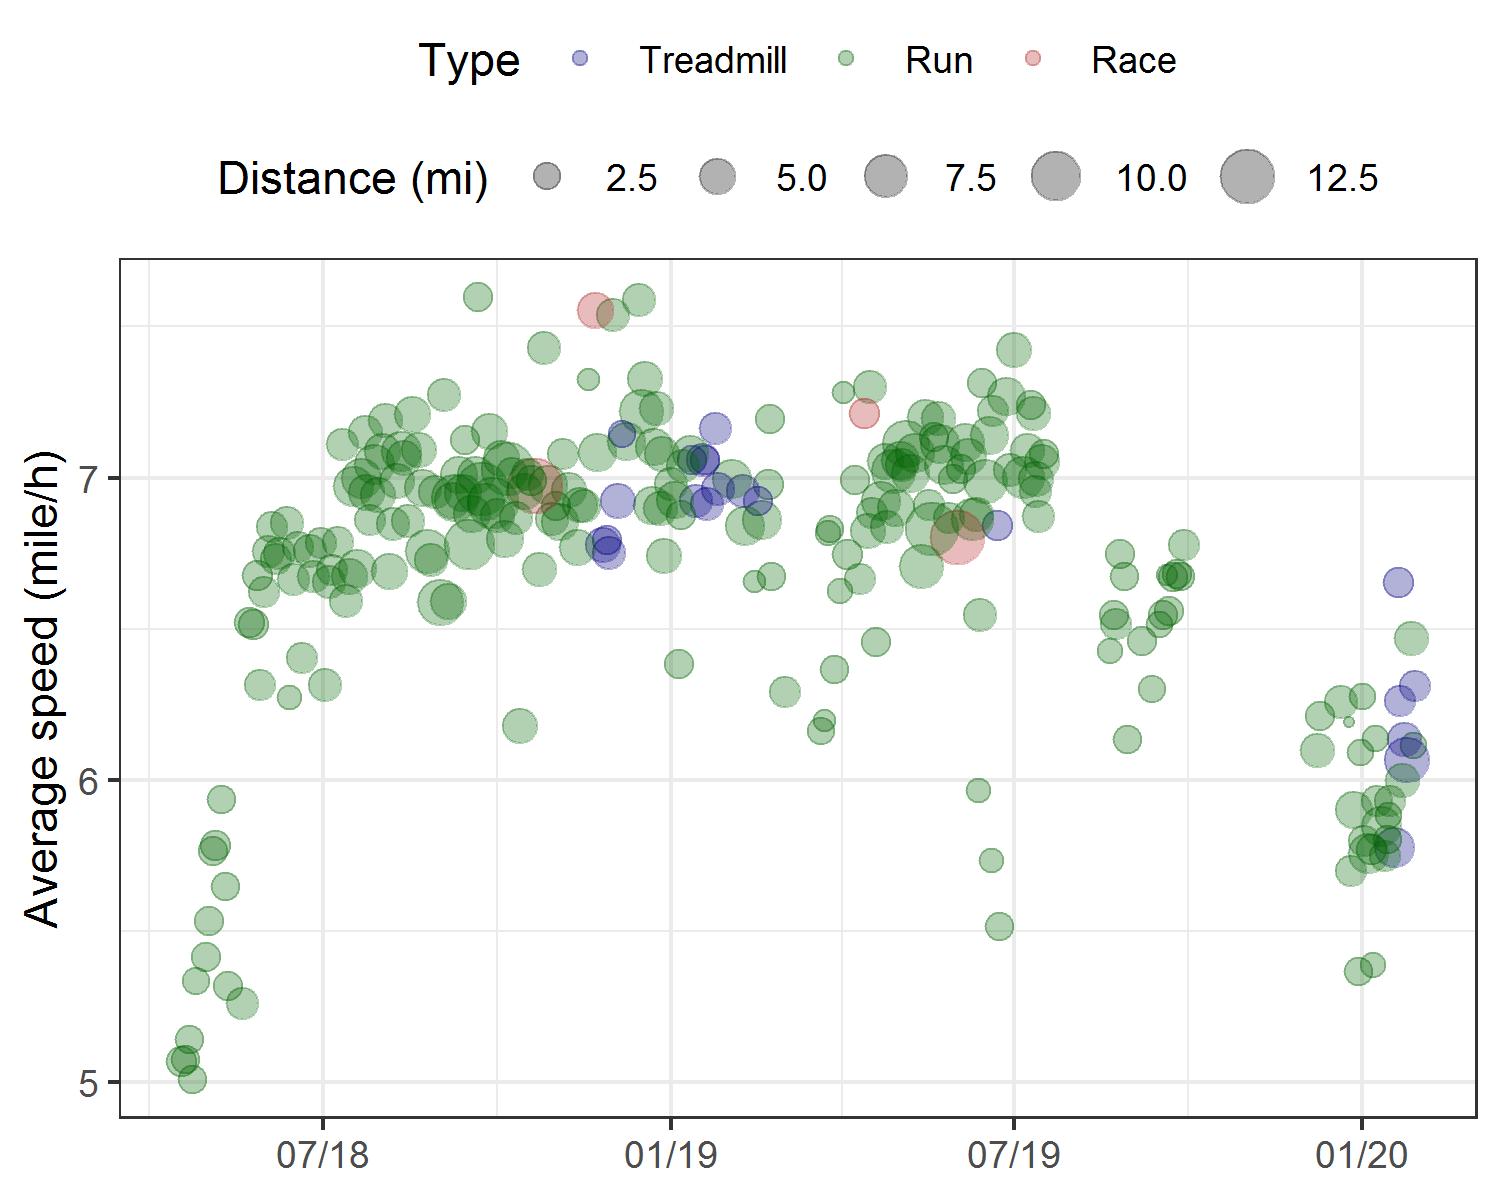 Type Treadmill Run Race
Distance (mi) 2.5 5.0 7.5 10.0 12.5
Average speed (mile/h)
7
6
5
07/18 01/19 07/19 01/20